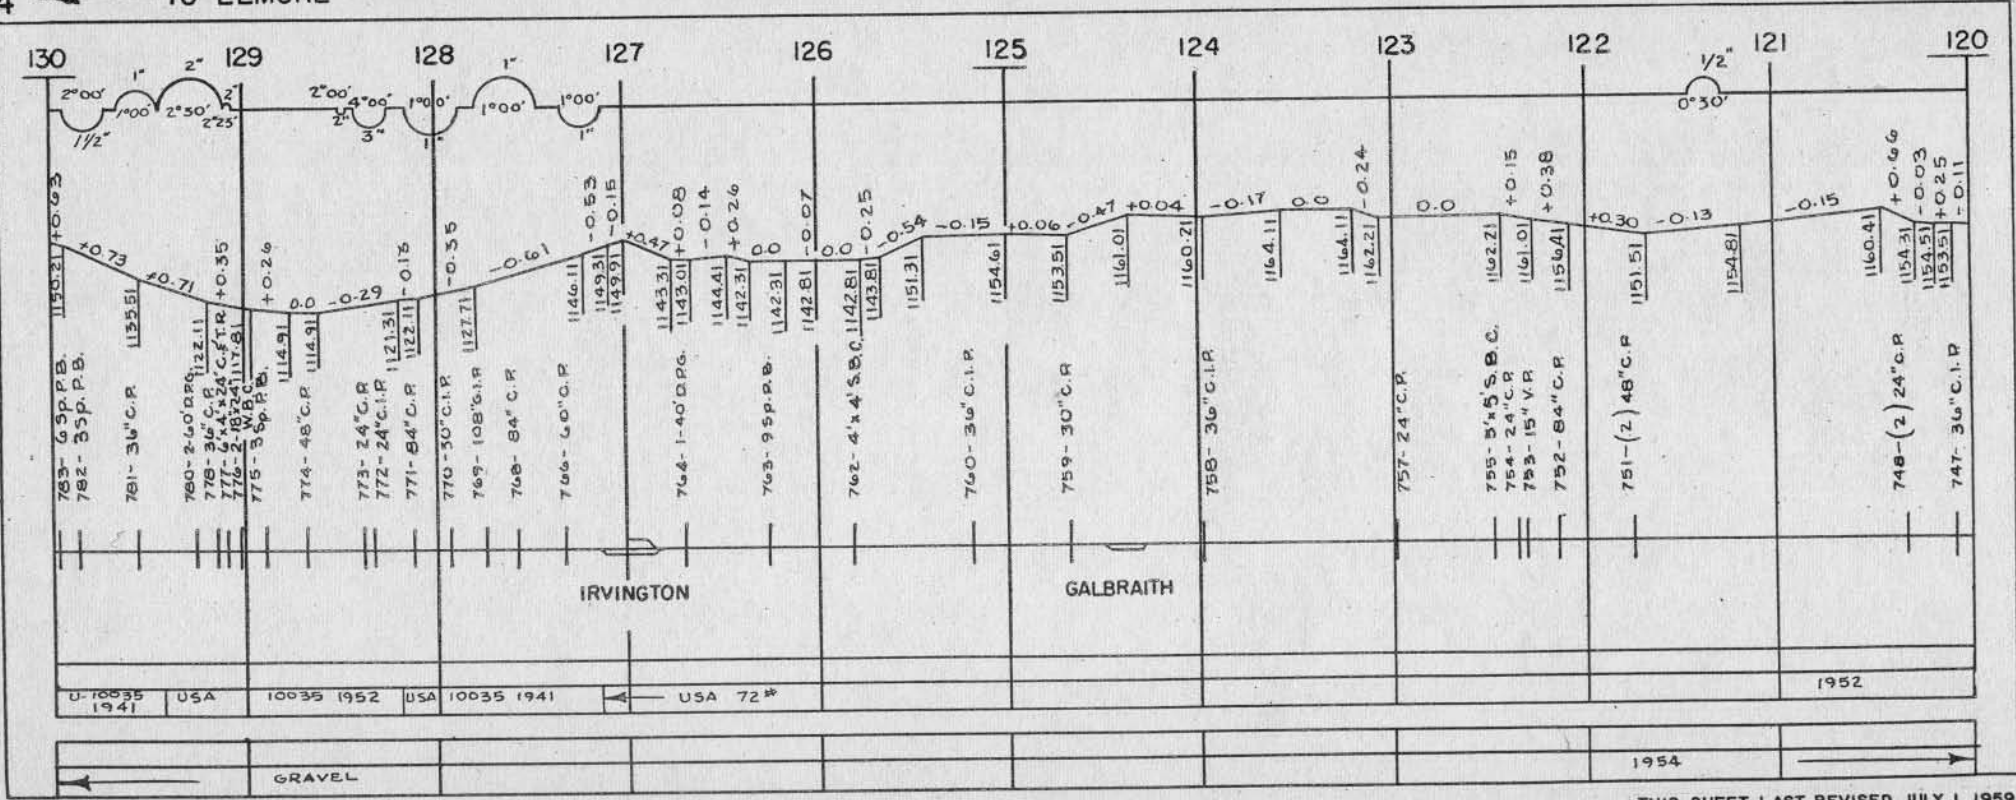 TO ELMORE
130 129 128 127 126 125 124 123 122 121 120
2°00' 1" 2" 2' 2°00' 4°00' 1°00' 1" 1°00' 1/2"
1°00' 2°30' 2°25' 2" 1°00' 0°30'
1 1/2" 3" 1" 1"
+0.63 +0.73 +0.71 +0.35 +0.26 0.0 -0.29 -0.13 -0.35 -0.61 -0.53 -0.15 +0.47 +0.08 -0.14 +0.26 0.0 -0.07 0.0 -0.25 -0.54 -0.15 +0.06 -0.47 +0.04 -0.17 0.0 -0.24 0.0 +0.15 +0.38 +0.30 -0.13 -0.15 +0.66 -0.03 +0.25 -0.11
1150.21 1135.51 1122.11 1117.81 1114.91 1114.91 1121.31 1122.11 1127.71 1146.11 1149.31 1149.91 1143.31 1143.01 1144.41 1142.31 1142.31 1142.81 1142.81 1143.81 1151.31 1154.61 1153.51 1161.01 1160.21 1164.11 1164.11 1162.21 1162.21 1161.01 1156.41 1151.51 1154.81 1160.41 1154.31 1154.51 1153.51
783- 6 Sp. P.B.
782- 3 Sp. P.B.
781- 36" C.P.
780- 2-60' D.P.G.
778- 36" C.P.
777- 6'x4'x24' C.F.T.R.
776- 2-18"x24' W.B.C.
775- 3 Sp. P.B.
774- 48" C.P.
773- 24" C.P.
772- 24" C.I.P.
771- 84" C.P.
770- 30" C.I.P.
769- 108" C.I.P.
768- 84" C.P.
766- 60" C.P.
764- 1-40' D.P.G.
763- 9 Sp. P.B.
762- 4'x4' S.B.C.
760- 36" C.I.P.
759- 30" C.P.
758- 36" C.I.P.
757- 24" C.P.
755- 5'x5' S.B.C.
754- 24" C.P.
753- 15" V.P.
752- 84" C.P.
751- (2) 48" C.P.
748- (2) 24" C.P.
747- 36" C.I.P.
IRVINGTON GALBRAITH
U-10035 1941 USA 10035 1952 USA 10035 1941 USA 72# 1952
GRAVEL 1954
THIS SHEET LAST REVISED JULY 1, 1959